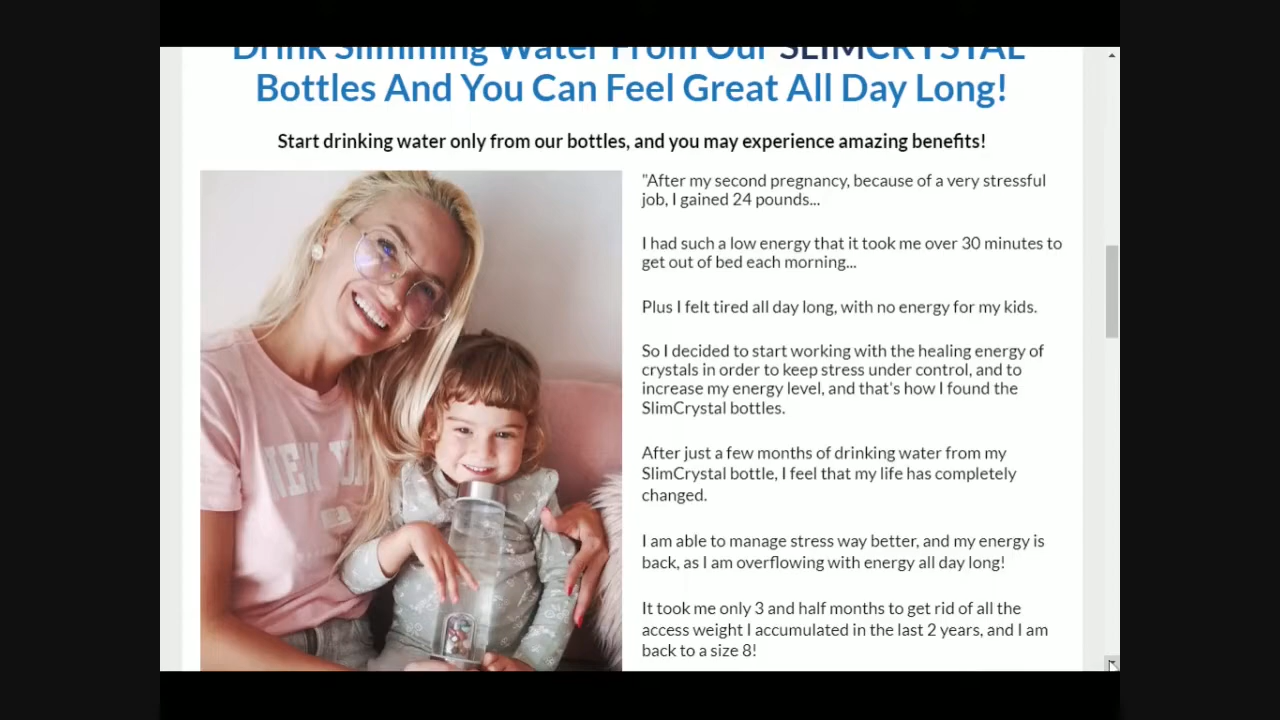 Drink Slimming Water From Our SLIMCRYSTAL
Bottles And You Can Feel Great All Day Long!
Start drinking water only from our bottles, and you may experience amazing benefits!
"After my second pregnancy, because of a very stressful
job, I gained 24 pounds...
I had such a low energy that it took me over 30 minutes to
get out of bed each morning...
Plus I felt tired all day long, with no energy for my kids.
So I decided to start working with the healing energy of
crystals in order to keep stress under control, and to
increase my energy level, and that's how I found the
SlimCrystal bottles.
After just a few months of drinking water from my
SlimCrystal bottle, I feel that my life has completely
changed.
I am able to manage stress way better, and my energy is
back, as I am overflowing with energy all day long!
It took me only 3 and half months to get rid of all the
access weight I accumulated in the last 2 years, and I am
back to a size 8!
NEW